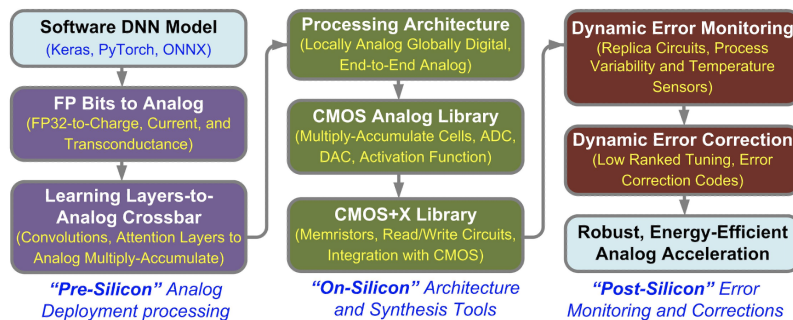 Software DNN Model
(Keras, PyTorch, ONNX)
FP Bits to Analog
(FP32-to-Charge, Current, and
Transconductance)
Learning Layers-to-
Analog Crossbar
(Convolutions, Attention Layers to
Analog Multiply-Accumulate)
"Pre-Silicon" Analog
Deployment processing
Processing Architecture
(Locally Analog Globally Digital,
End-to-End Analog)
CMOS Analog Library
(Multiply-Accumulate Cells, ADC,
DAC, Activation Function)
CMOS+X Library
(Memristors, Read/Write Circuits,
Integration with CMOS)
"On-Silicon" Architecture
and Synthesis Tools
Dynamic Error Monitoring
(Replica Circuits, Process
Variability and Temperature
Sensors)
Dynamic Error Correction
(Low Ranked Tuning, Error
Correction Codes)
Robust, Energy-Efficient
Analog Acceleration
"Post-Silicon" Error
Monitoring and Corrections